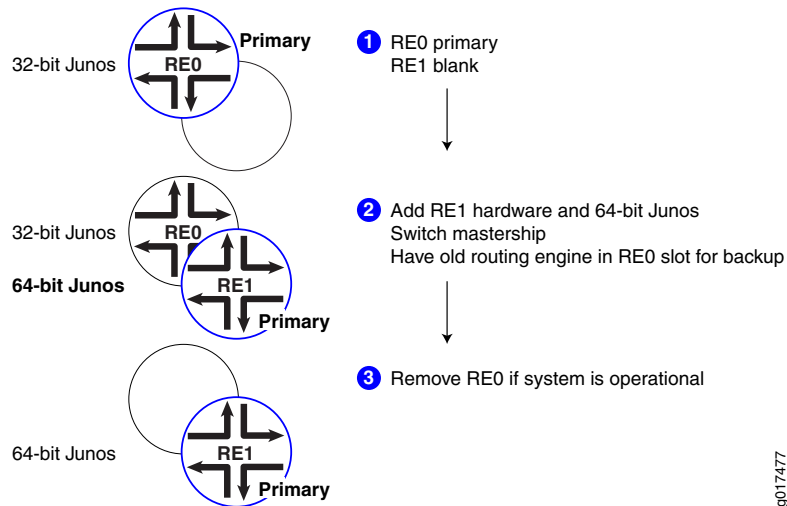 Primary
32-bit Junos
RE0
1 RE0 primary
RE1 blank
32-bit Junos
RE0
64-bit Junos
RE1
Primary
2 Add RE1 hardware and 64-bit Junos
Switch mastership
Have old routing engine in RE0 slot for backup
3 Remove RE0 if system is operational
64-bit Junos
RE1
Primary
g017477